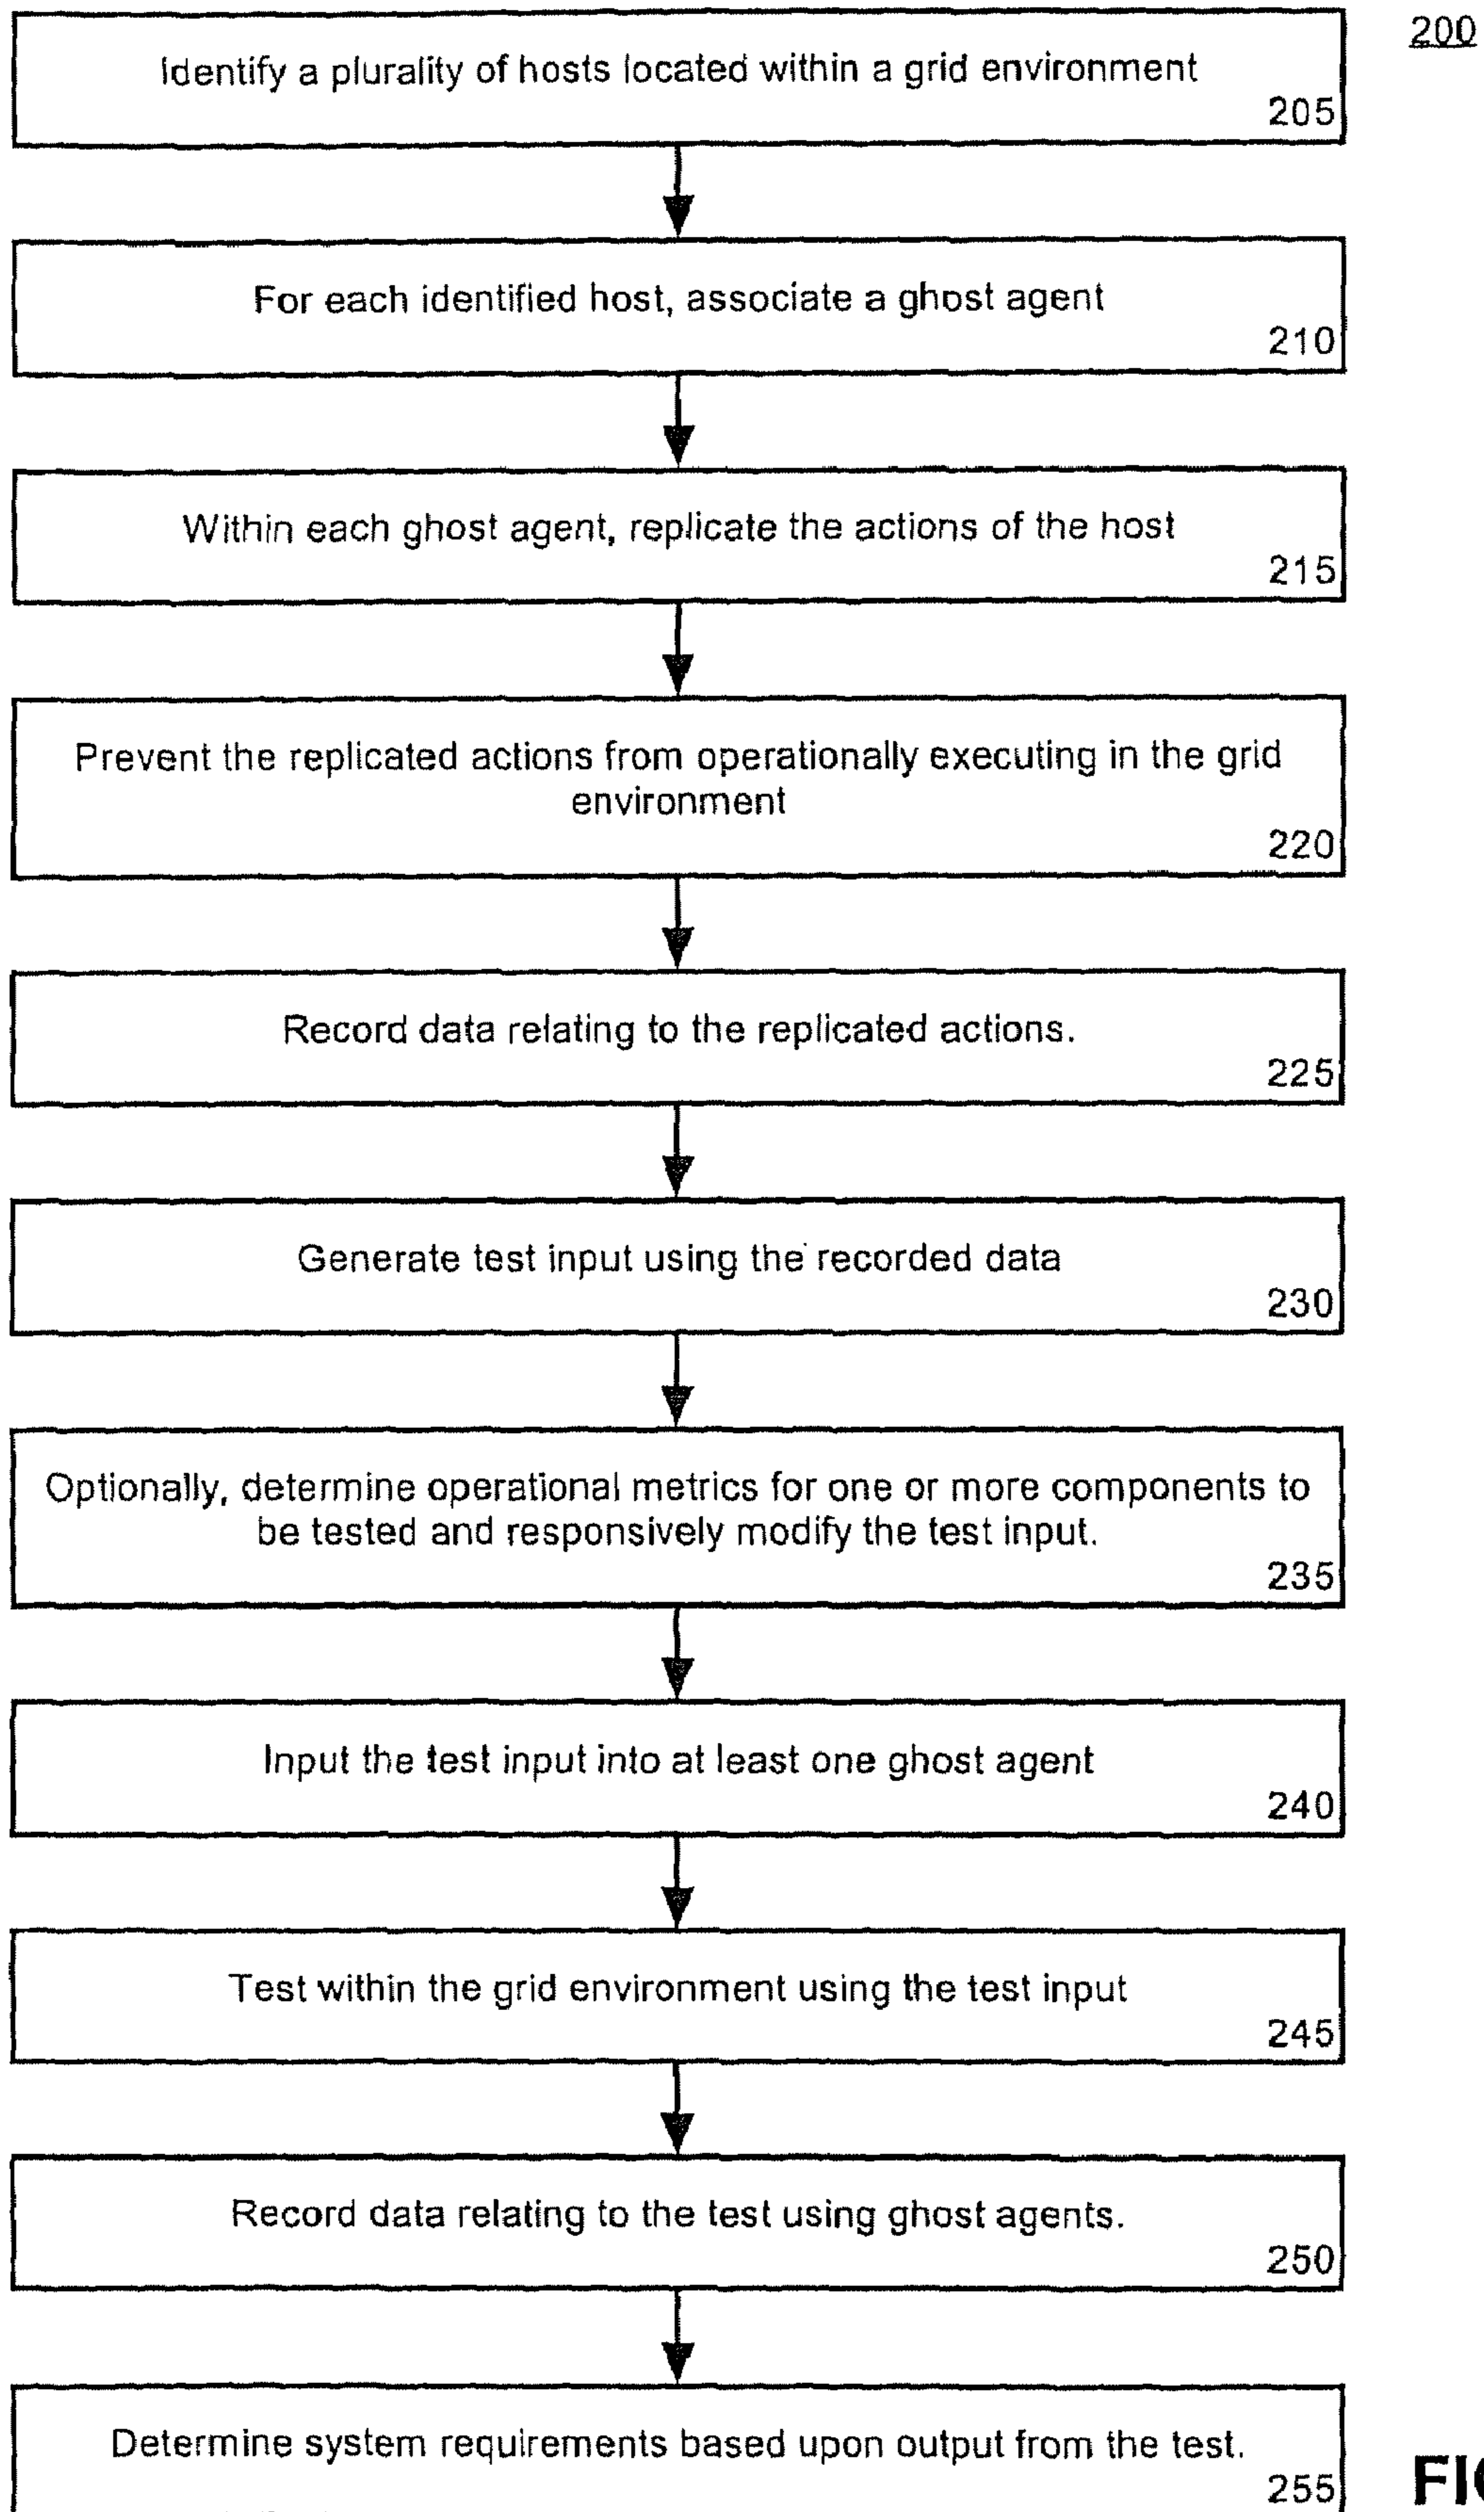 200
Identify a plurality of hosts located within a grid environment
205
For each identified host, associate a ghost agent
210
Within each ghost agent, replicate the actions of the host
215
Prevent the replicated actions from operationally executing in the grid
environment
220
Record data relating to the replicated actions.
225
Generate test input using the recorded data
230
Optionally, determine operational metrics for one or more components to
be tested and responsively modify the test input.
235
Input the test input into at least one ghost agent
240
Test within the grid environment using the test input
245
Record data relating to the test using ghost agents.
250
Determine system requirements based upon output from the test.
255